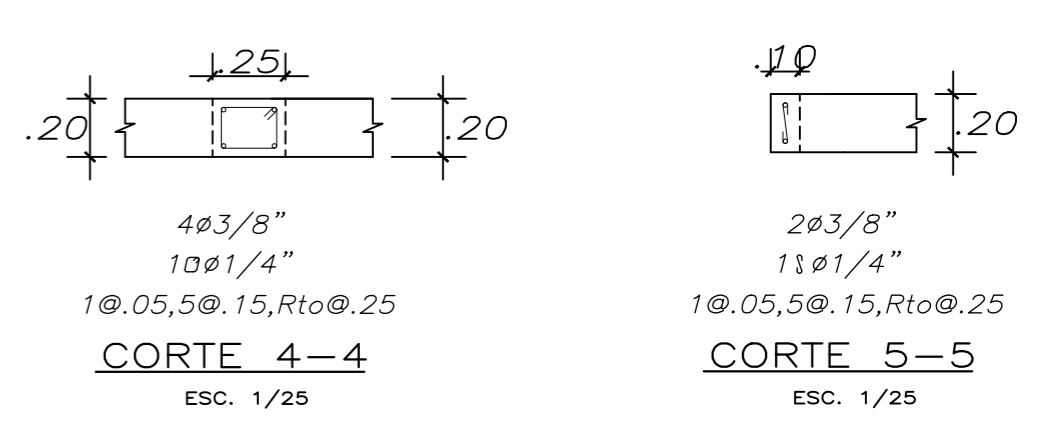 .25
.20
.20
4ø3/8”
1▢ø1/4”
1@.05,5@.15,Rto@.25
CORTE 4–4
ESC. 1/25
.10
.20
2ø3/8”
1 ø1/4”
1@.05,5@.15,Rto@.25
CORTE 5–5
ESC. 1/25